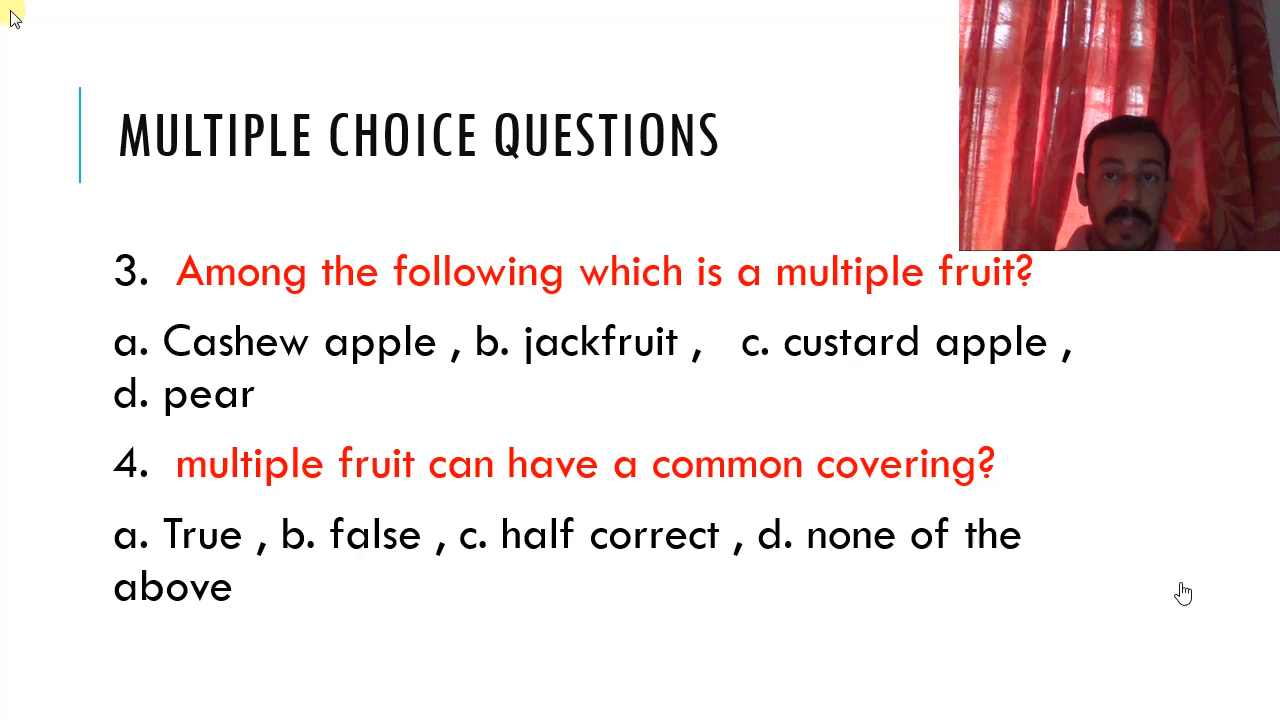 MULTIPLE CHOICE QUESTIONS
3. Among the following which is a multiple fruit?
a. Cashew apple , b. jackfruit , c. custard apple ,
d. pear
4. multiple fruit can have a common covering?
a. True , b. false , c. half correct , d. none of the
above